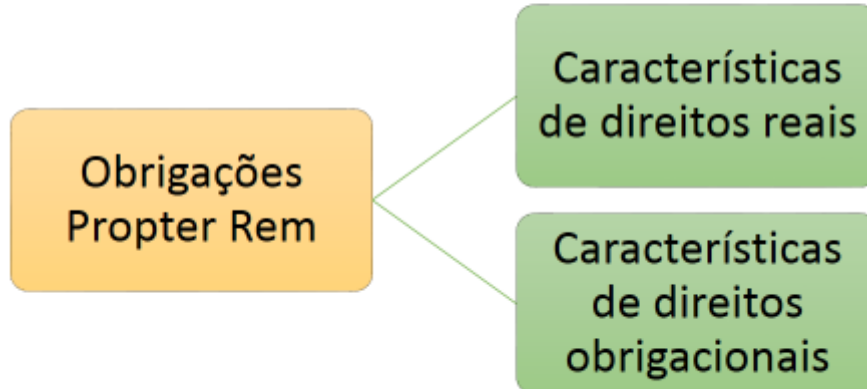 Obrigações
Propter Rem
Características
de direitos reais
Características
de direitos
obrigacionais